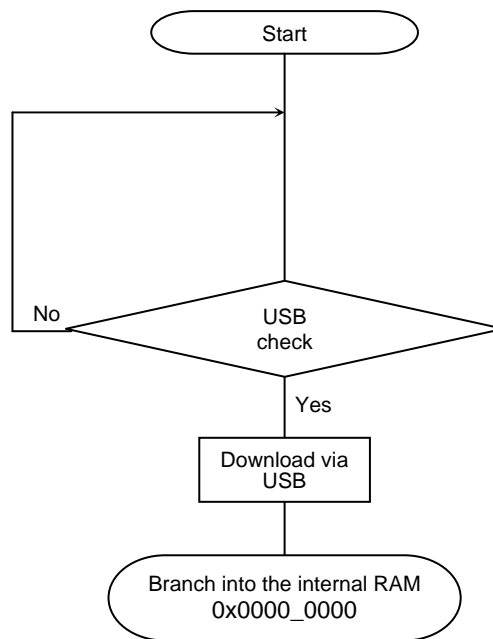 Start
No
USB
check
Yes
Download via
USB
Branch into the internal RAM
0x0000_0000